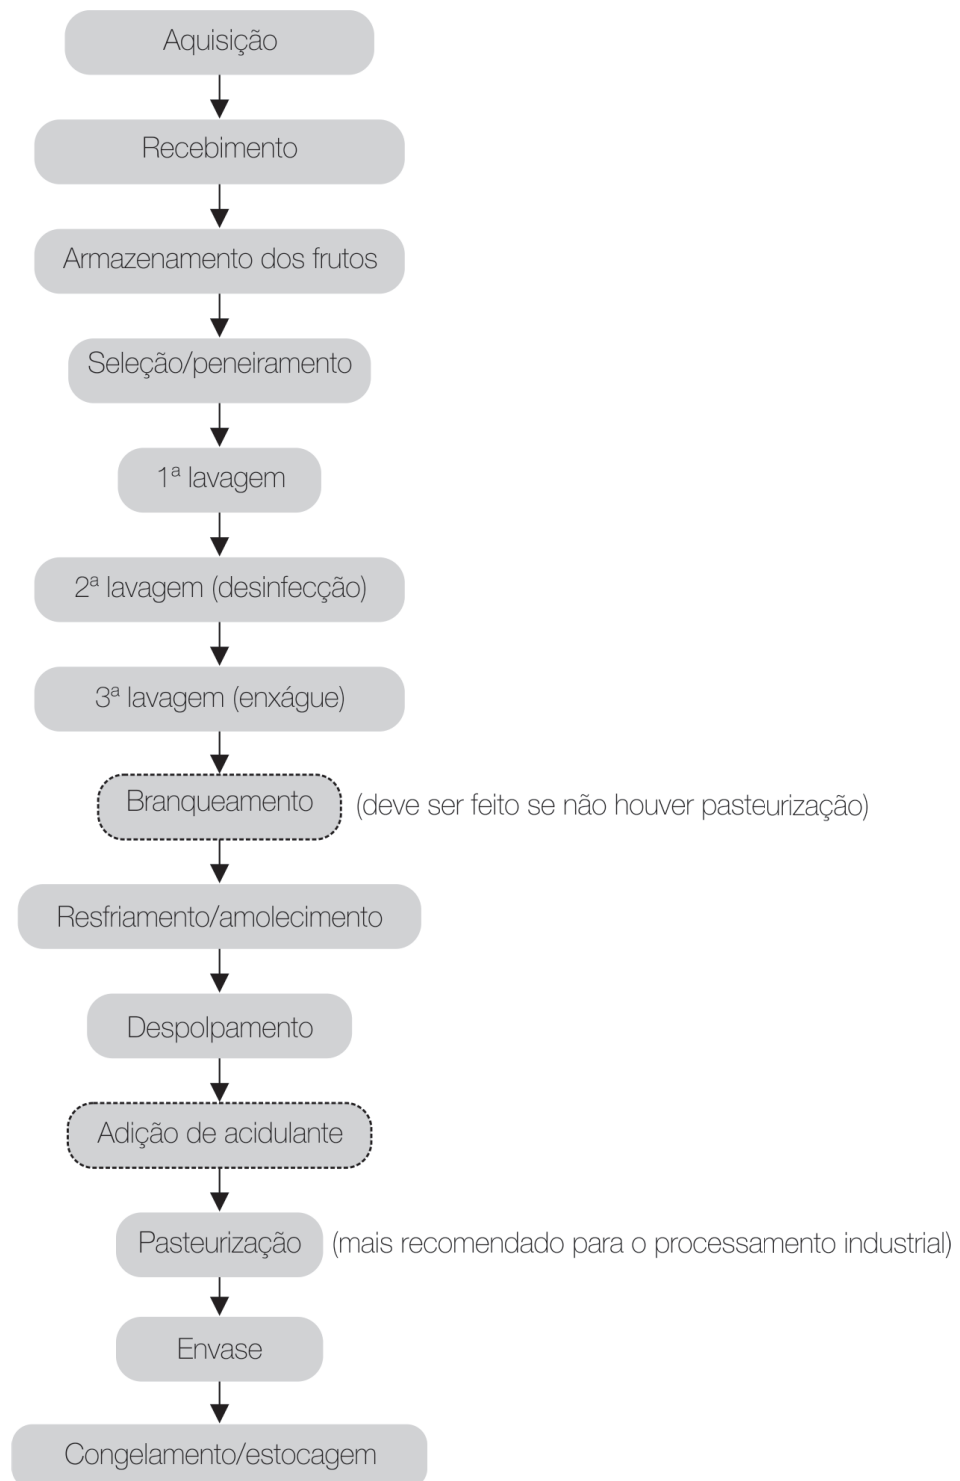 Aquisição
Recebimento
Armazenamento dos frutos
Seleção/peneiramento
1ª lavagem
2ª lavagem (desinfecção)
3ª lavagem (enxágue)
Branqueamento (deve ser feito se não houver pasteurização)
Resfriamento/amolecimento
Despolpamento
Adição de acidulante
Pasteurização (mais recomendado para o processamento industrial)
Envase
Congelamento/estocagem